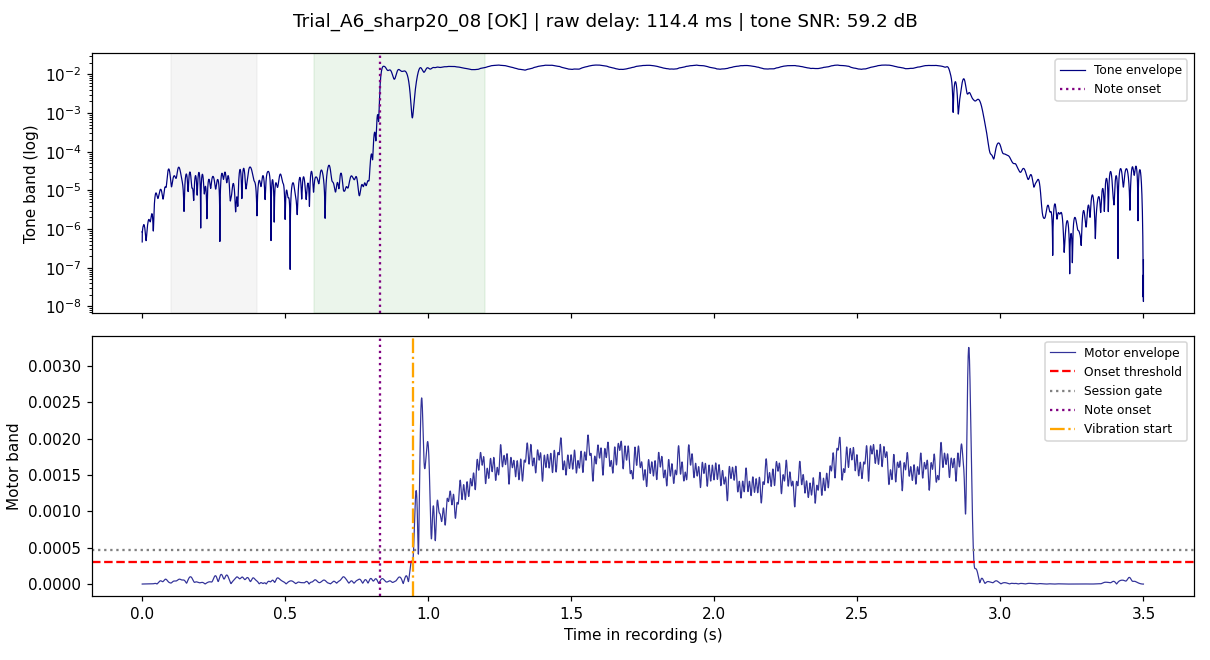 Trial_A6_sharp20_08 [OK] | raw delay: 114.4 ms | tone SNR: 59.2 dB
Tone band (log)
10⁻²
10⁻³
10⁻⁴
10⁻⁵
10⁻⁶
10⁻⁷
10⁻⁸
Tone envelope
Note onset
Motor band
0.0030
0.0025
0.0020
0.0015
0.0010
0.0005
0.0000
Motor envelope
Onset threshold
Session gate
Note onset
Vibration start
0.0 0.5 1.0 1.5 2.0 2.5 3.0 3.5
Time in recording (s)